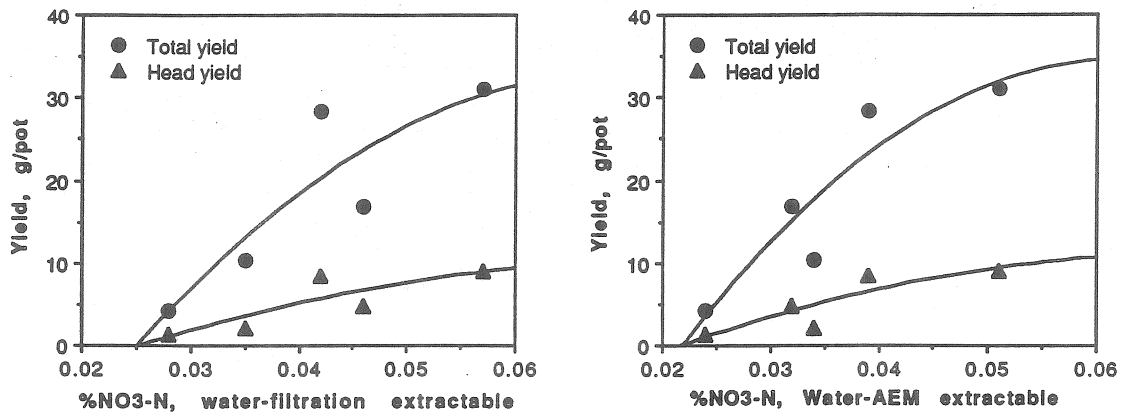 40
Total yield
Head yield
30
20
10
0
Yield, g/pot
0.02 0.03 0.04 0.05 0.06
%NO3-N, water-filtration extractable
40
Total yield
Head yield
30
20
10
0
Yield, g/pot
0.02 0.03 0.04 0.05 0.06
%NO3-N, Water-AEM extractable